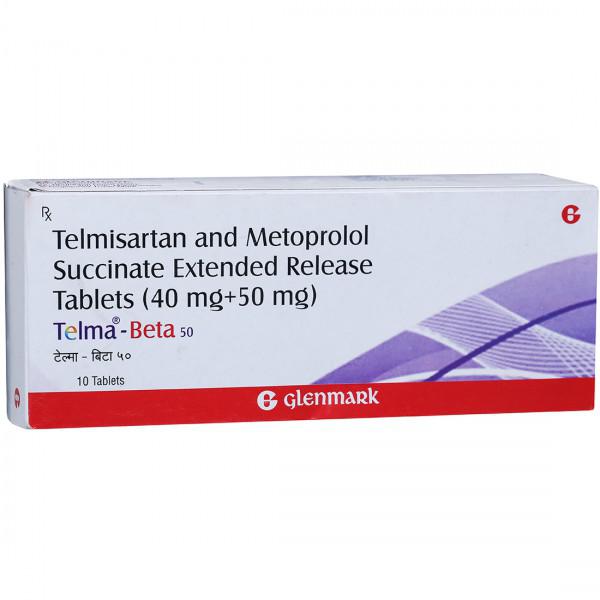 Rx
Telmisartan and Metoprolol
Succinate Extended Release
Tablets (40 mg+50 mg)
Telma®-Beta 50
टेल्मा - बिटा ५०
10 Tablets
glenmark